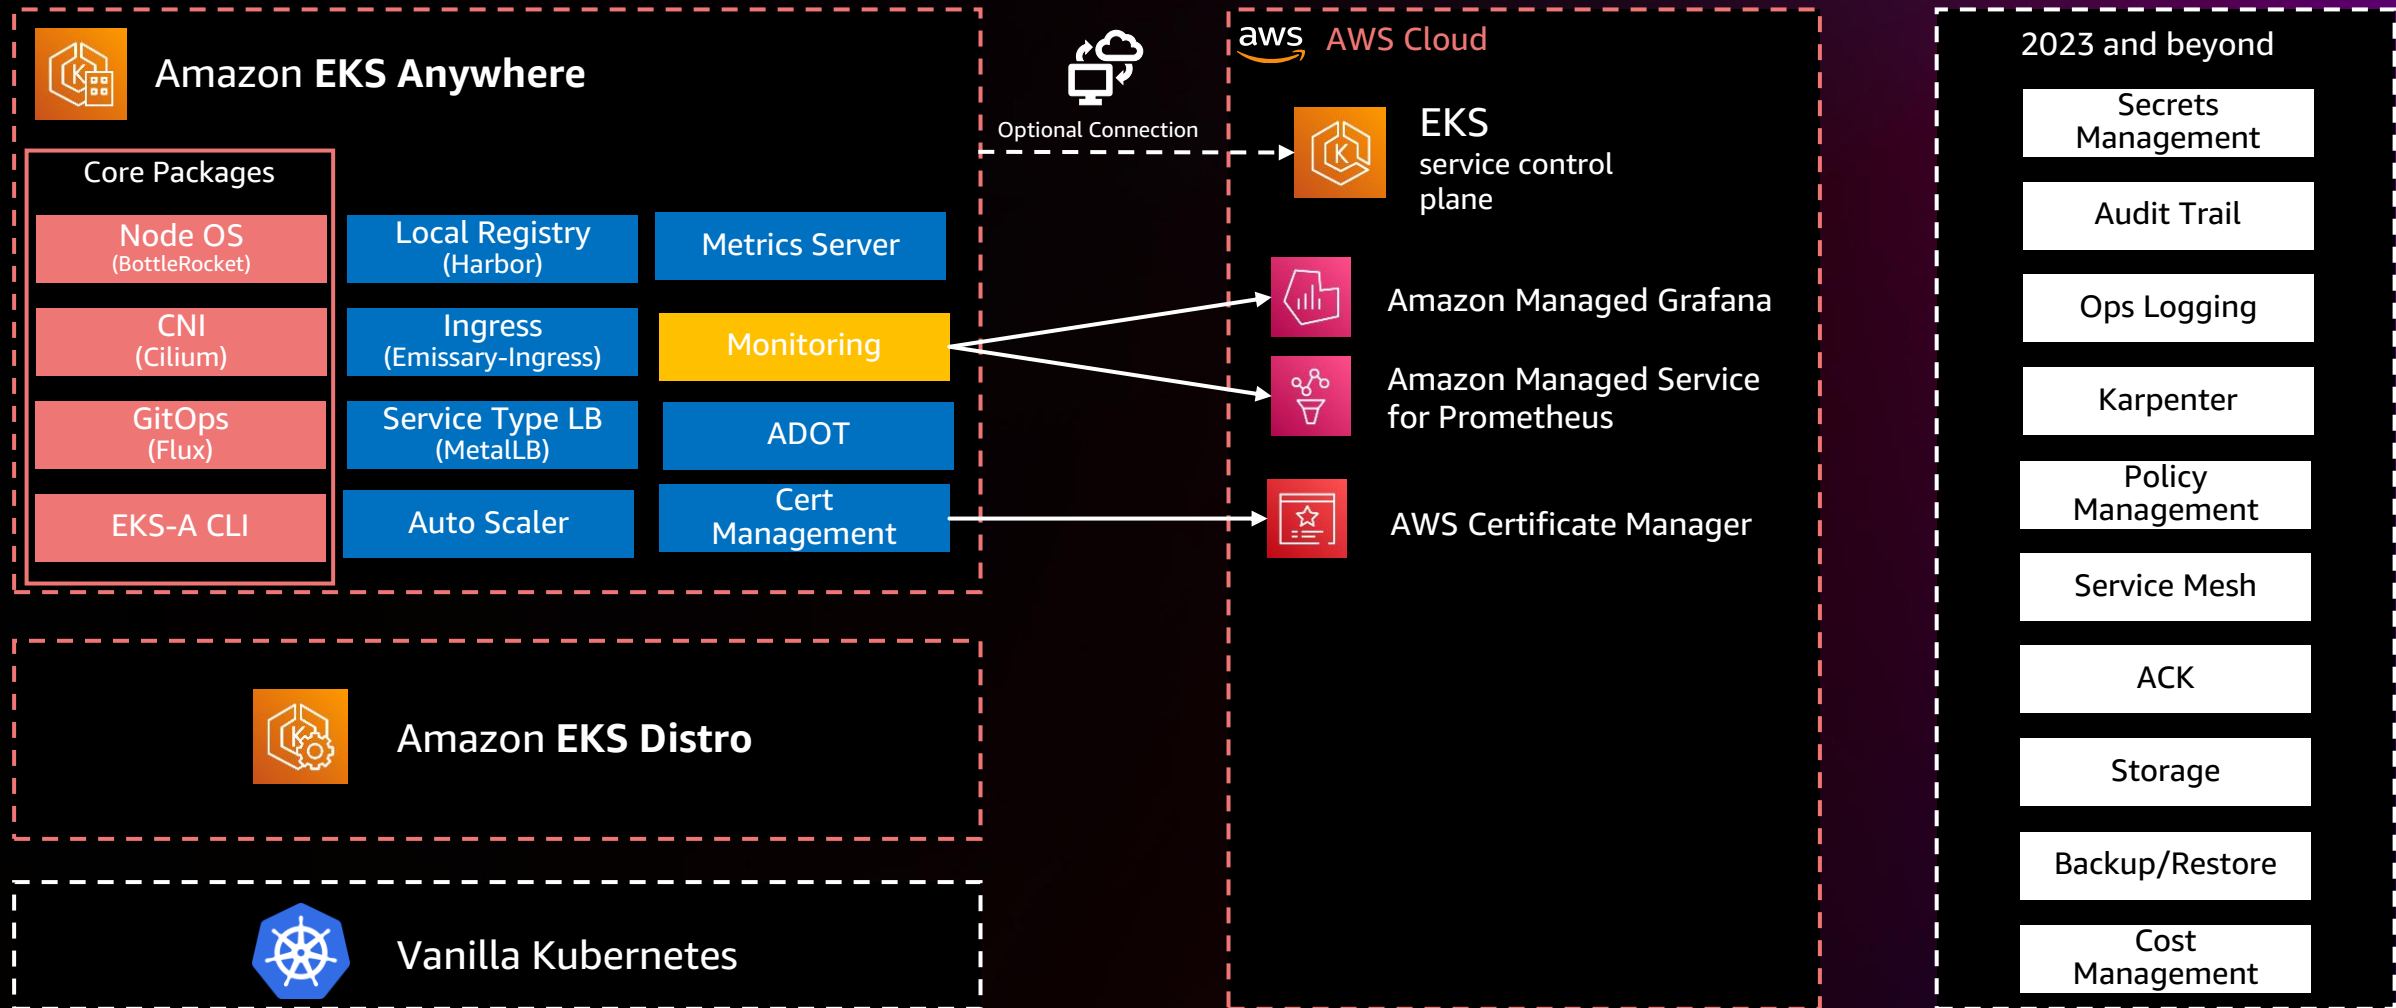 Amazon EKS Anywhere
Core Packages
Node OS
(BottleRocket)
CNI
(Cilium)
GitOps
(Flux)
EKS-A CLI
Local Registry
(Harbor)
Ingress
(Emissary-Ingress)
Service Type LB
(MetalLB)
Auto Scaler
Metrics Server
Monitoring
ADOT
Cert
Management
Optional Connection
aws
AWS Cloud
EKS
service control
plane
Amazon Managed Grafana
Amazon Managed Service
for Prometheus
AWS Certificate Manager
Amazon EKS Distro
Vanilla Kubernetes
2023 and beyond
Secrets
Management
Audit Trail
Ops Logging
Karpenter
Policy
Management
Service Mesh
ACK
Storage
Backup/Restore
Cost
Management